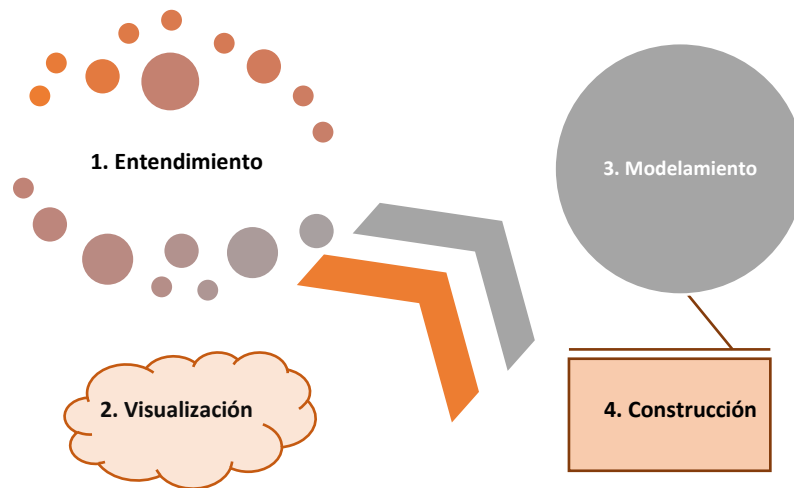 1. Entendimiento
2. Visualización
3. Modelamiento
4. Construcción